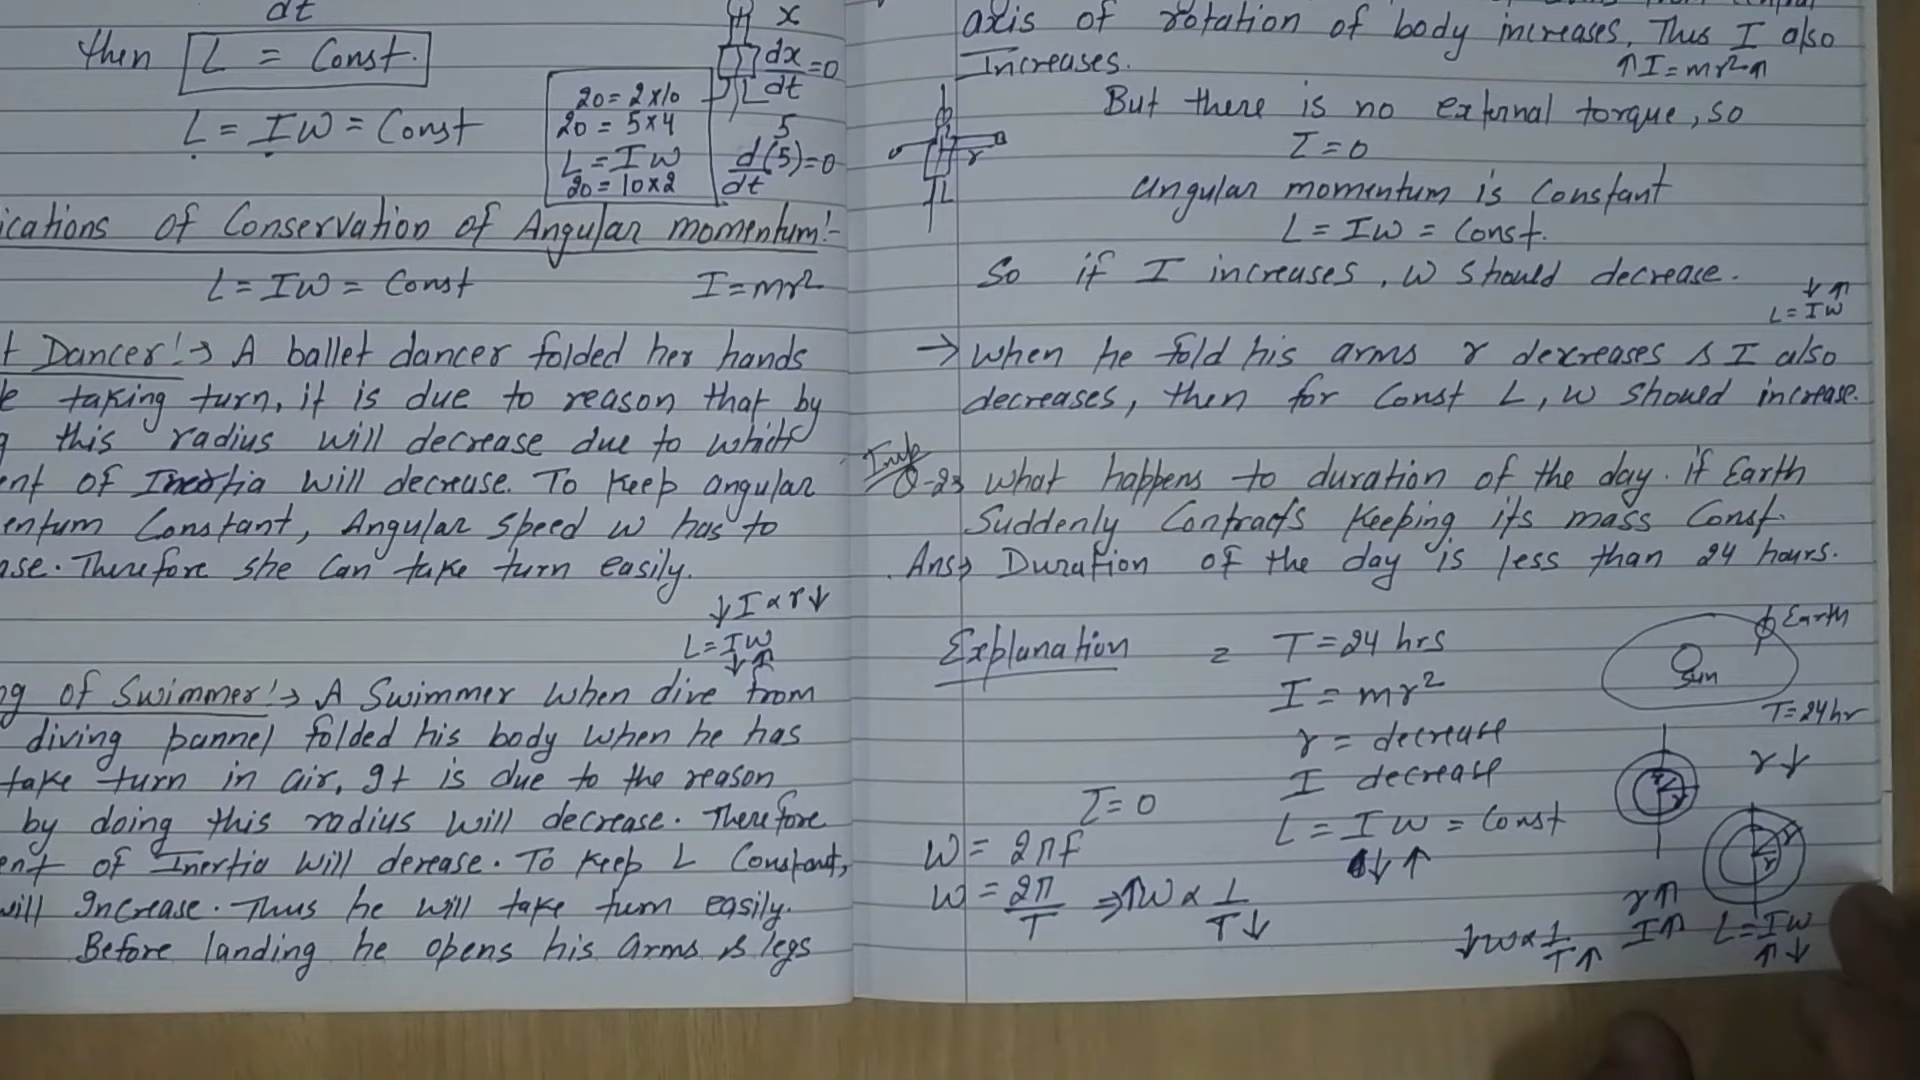 dt
then L = Const.
L = Iω = Const
20 = 2x10
20 = 5x4
L = Iω
20 = 10x2
x
dx/dt = 0
5
d(5)/dt = 0
ications of Conservation of Angular momentum:-
L = Iω = Const I = mr²
t Dancer:→ A ballet dancer folded her hands
e taking turn, it is due to reason that by
g this radius will decrease due to which
ent of Inertia will decrease. To Keep angular
entum Constant, Angular Speed ω has to
ase. Therefore she Can take turn easily.
↓I∝r↓
L = Iω
↓↑
ng of Swimmer:→ A Swimmer when dive from
diving pannel folded his body when he has
take turn in air, It is due to the reason
by doing this radius will decrease. Therefore
ent of Inertia will derease. To Keep L Constant,
will Increase. Thus he will take turn easily.
Before landing he opens his arms & legs
axis of rotation of body increases, Thus I also
Increases.
↑I = mr²↑
But there is no external torque, so
τ = 0
r
angular momentum is Constant
L = Iω = Const.
So if I increases, ω should decrease.
↓↑
L = Iω
→ When he fold his arms r decreases & I also
decreases, then for Const L, ω should increase.
Imp
Q-23 What happens to duration of the day. if Earth
Suddenly Contracts Keeping its mass Const.
Ans→ Duration of the day is less than 24 hours.
Explanation = T = 24 hrs
Earth
Sun
I = mr²
T = 24 hr
r = decrease
r↓
I decrease
τ = 0
L = Iω = Const
↓↑
ω = 2πf
ω = 2π/T ⇒ ↑ω ∝ 1/T↓
r
r
r
r↑
I↑
L = Iω
↑↓
↓ω∝1/T↑